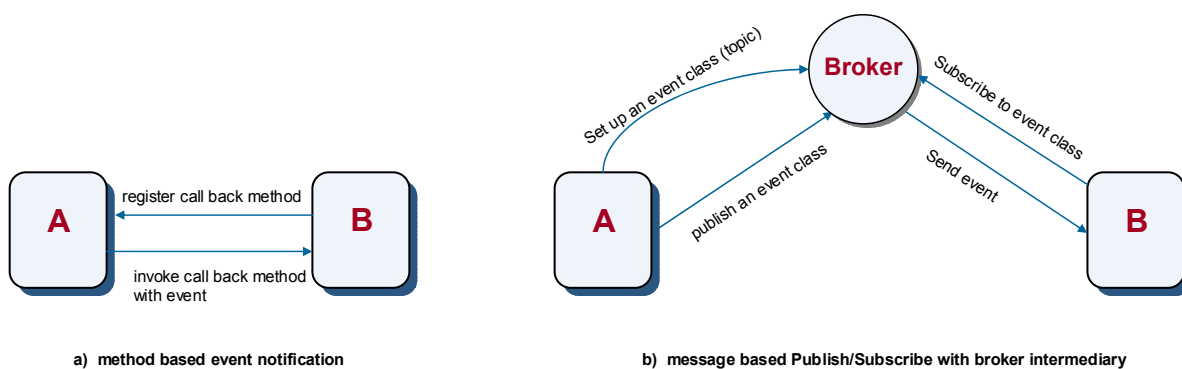 A
register call back method
B
invoke call back method
with event
a) method based event notification
Set up an event class (topic)
Broker
Subscribe to event class
publish an event class
Send event
A
B
b) message based Publish/Subscribe with broker intermediary